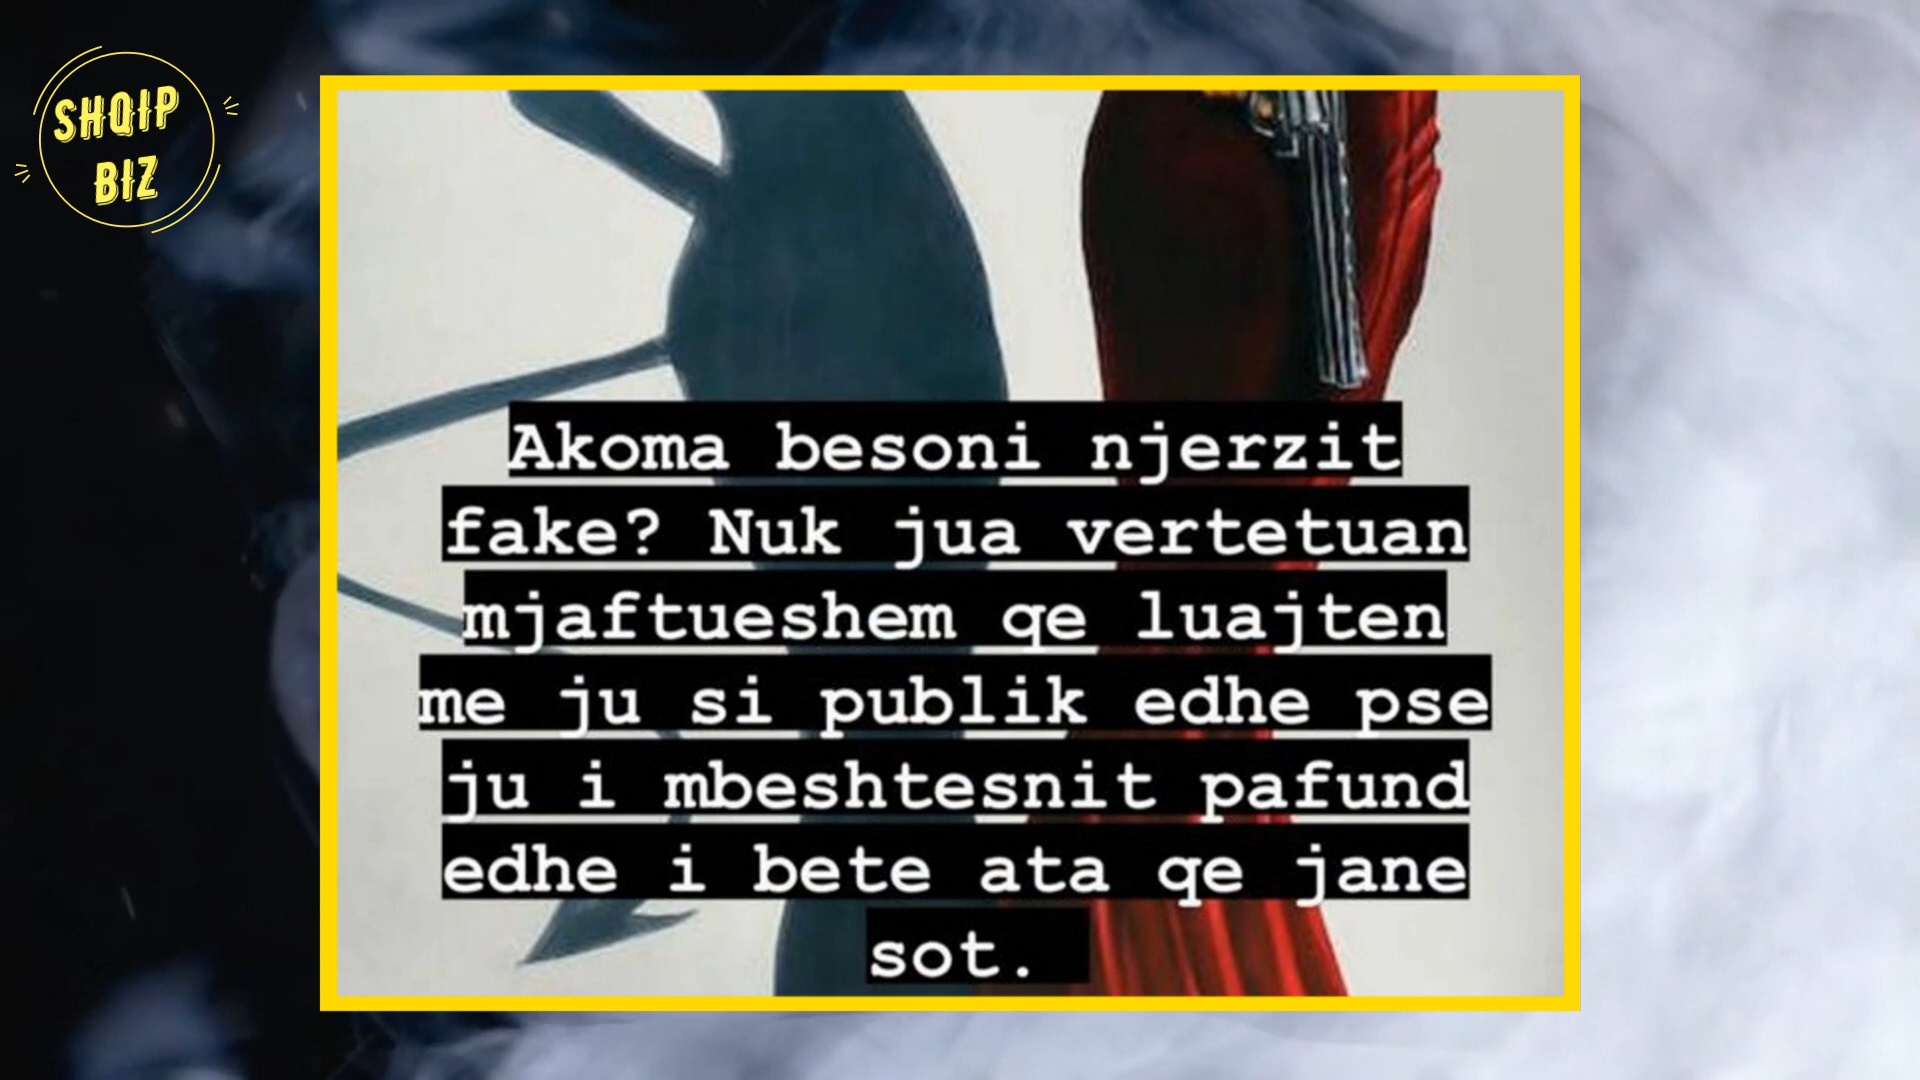 SHQIP
BIZ
Akoma besoni njerzit
fake? Nuk jua vertetuan
mjaftueshem qe luajten
me ju si publik edhe pse
ju i mbeshtesnit pafund
edhe i bete ata qe jane
sot.